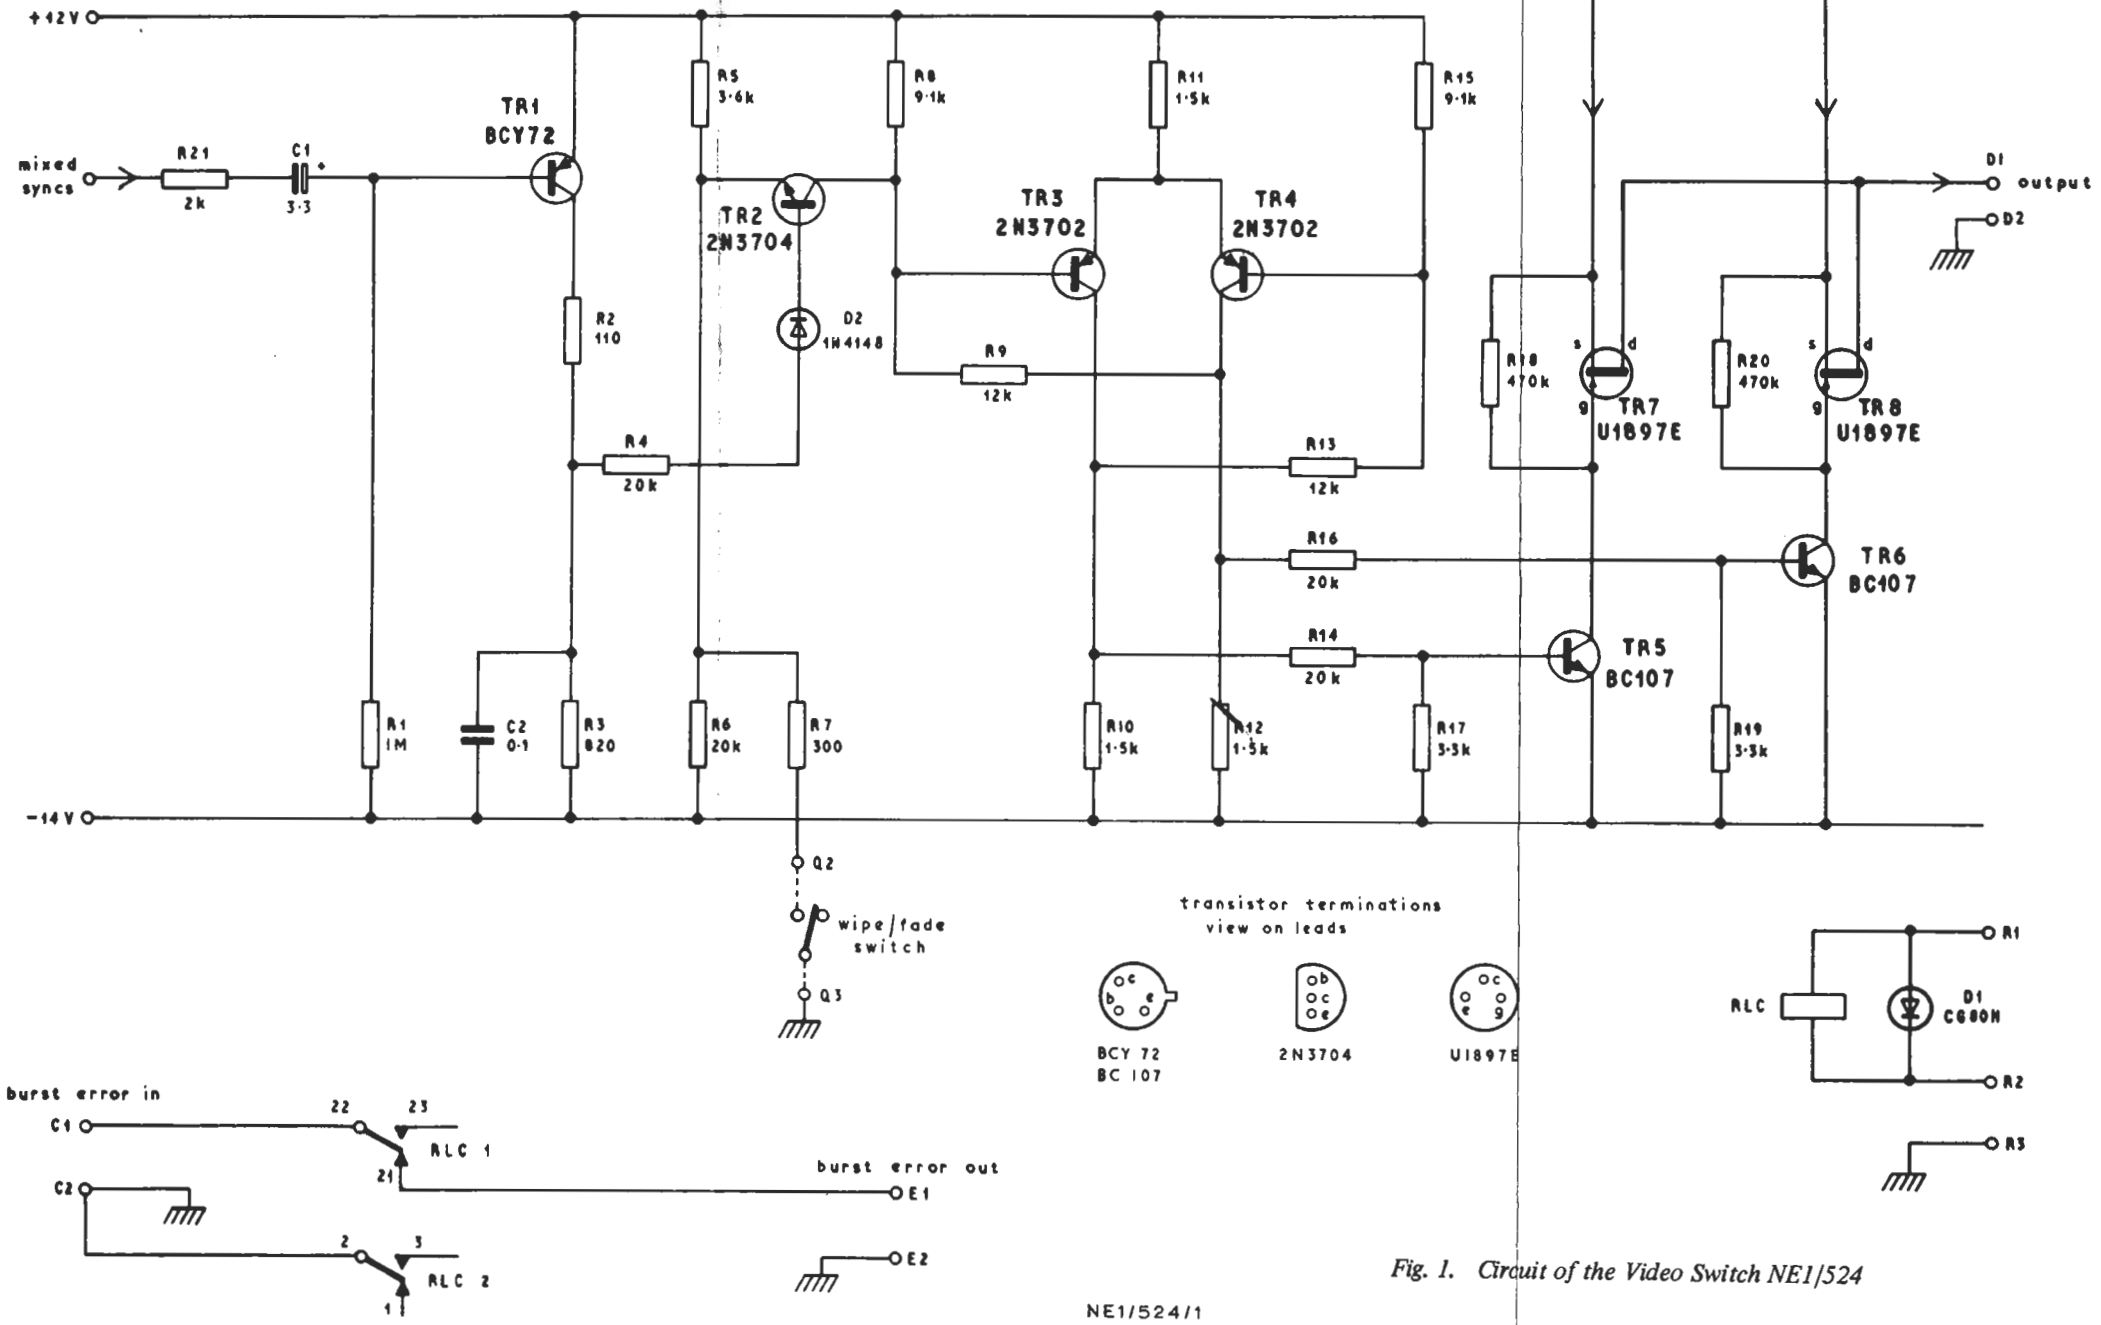 +12V
R5
3·6k
R8
9·1k
R11
1·5k
R15
9·1k
TR1
BCY72
mixed
syncs
R21
2k
C1
+
3·3
D1
output
D2
TR2
2N3704
TR3
2N3702
TR4
2N3702
R2
110
D2
1N4148
R9
12k
R4
20k
R13
12k
R18
470k
s
d
g
TR7
U1897E
R20
470k
s
d
g
TR8
U1897E
R16
20k
TR6
BC107
R14
20k
TR5
BC107
R1
1M
C2
0·1
R3
820
R6
20k
R7
300
R10
1·5k
R12
1·5k
R17
3·3k
R19
3·3k
-14V
Q2
wipe/fade
switch
Q3
transistor terminations
view on leads
c
b
e
BCY 72
BC 107
b
c
e
2N3704
c
e
g
U1897E
R1
RLC
D1
CG80H
R2
R3
burst error in
C1
22
23
RLC 1
21
burst error out
E1
C2
2
3
RLC 2
1
E2
Fig. 1. Circuit of the Video Switch NE1/524
NE1/524/1